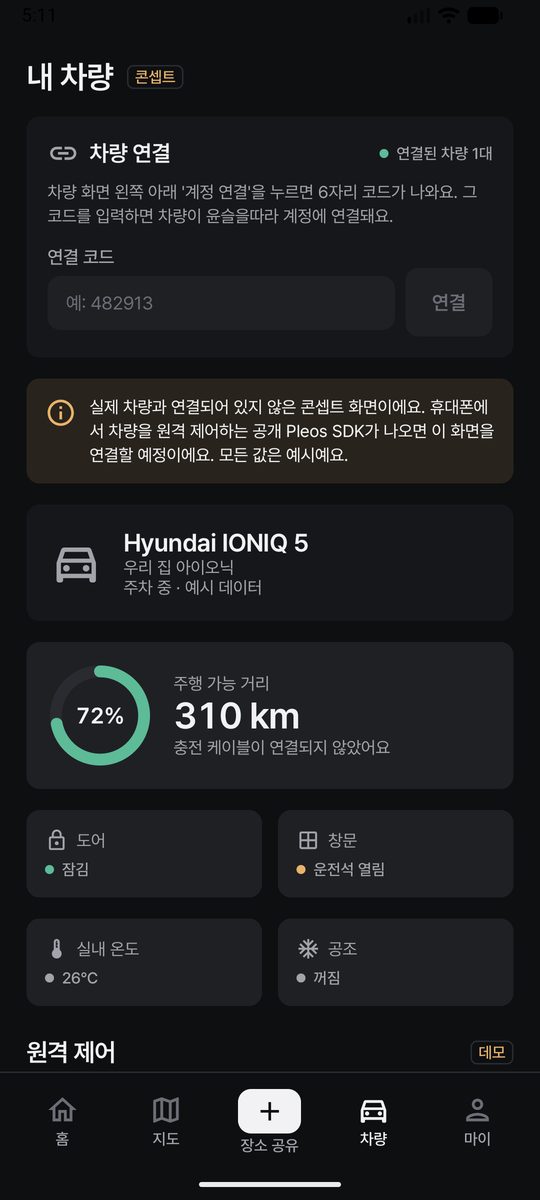 5:11
내 차량 콘셉트
차량 연결
연결된 차량 1대
차량 화면 왼쪽 아래 '계정 연결'을 누르면 6자리 코드가 나와요. 그
코드를 입력하면 차량이 윤슬을따라 계정에 연결돼요.
연결 코드
예: 482913
연결
실제 차량과 연결되어 있지 않은 콘셉트 화면이에요. 휴대폰에
서 차량을 원격 제어하는 공개 Pleos SDK가 나오면 이 화면을
연결할 예정이에요. 모든 값은 예시예요.
Hyundai IONIQ 5
우리 집 아이오닉
주차 중 · 예시 데이터
72%
주행 가능 거리
310 km
충전 케이블이 연결되지 않았어요
도어
잠김
창문
운전석 열림
실내 온도
26°C
공조
꺼짐
원격 제어
데모
홈
지도
장소 공유
차량
마이